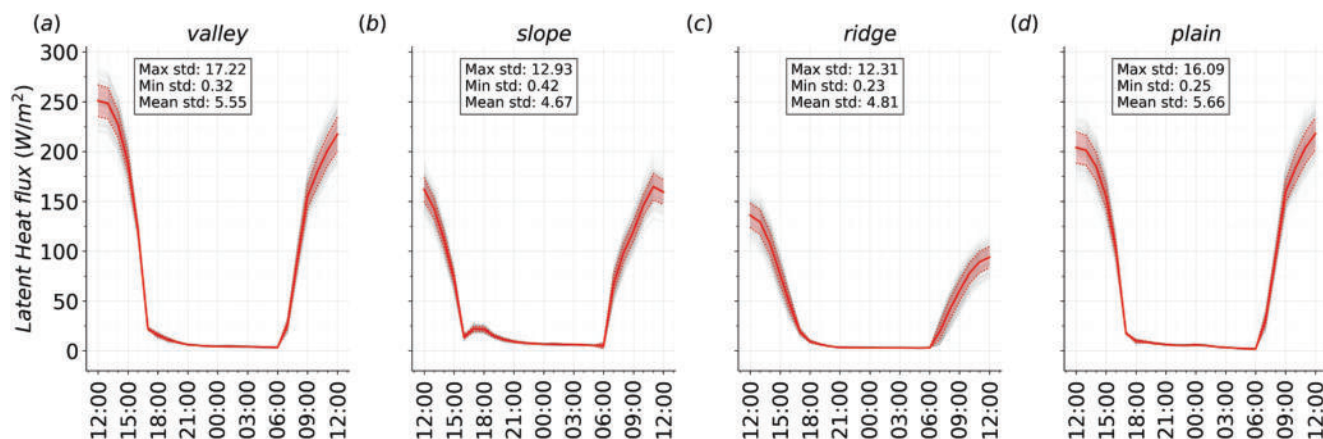 (a) valley
(b) slope
(c) ridge
(d) plain
Latent Heat flux (W/m²)
300
250
200
150
100
50
0
Max std: 17.22
Min std: 0.32
Mean std: 5.55
Max std: 12.93
Min std: 0.42
Mean std: 4.67
Max std: 12.31
Min std: 0.23
Mean std: 4.81
Max std: 16.09
Min std: 0.25
Mean std: 5.66
12:00 15:00 18:00 21:00 00:00 03:00 06:00 09:00 12:00
12:00 15:00 18:00 21:00 00:00 03:00 06:00 09:00 12:00
12:00 15:00 18:00 21:00 00:00 03:00 06:00 09:00 12:00
12:00 15:00 18:00 21:00 00:00 03:00 06:00 09:00 12:00